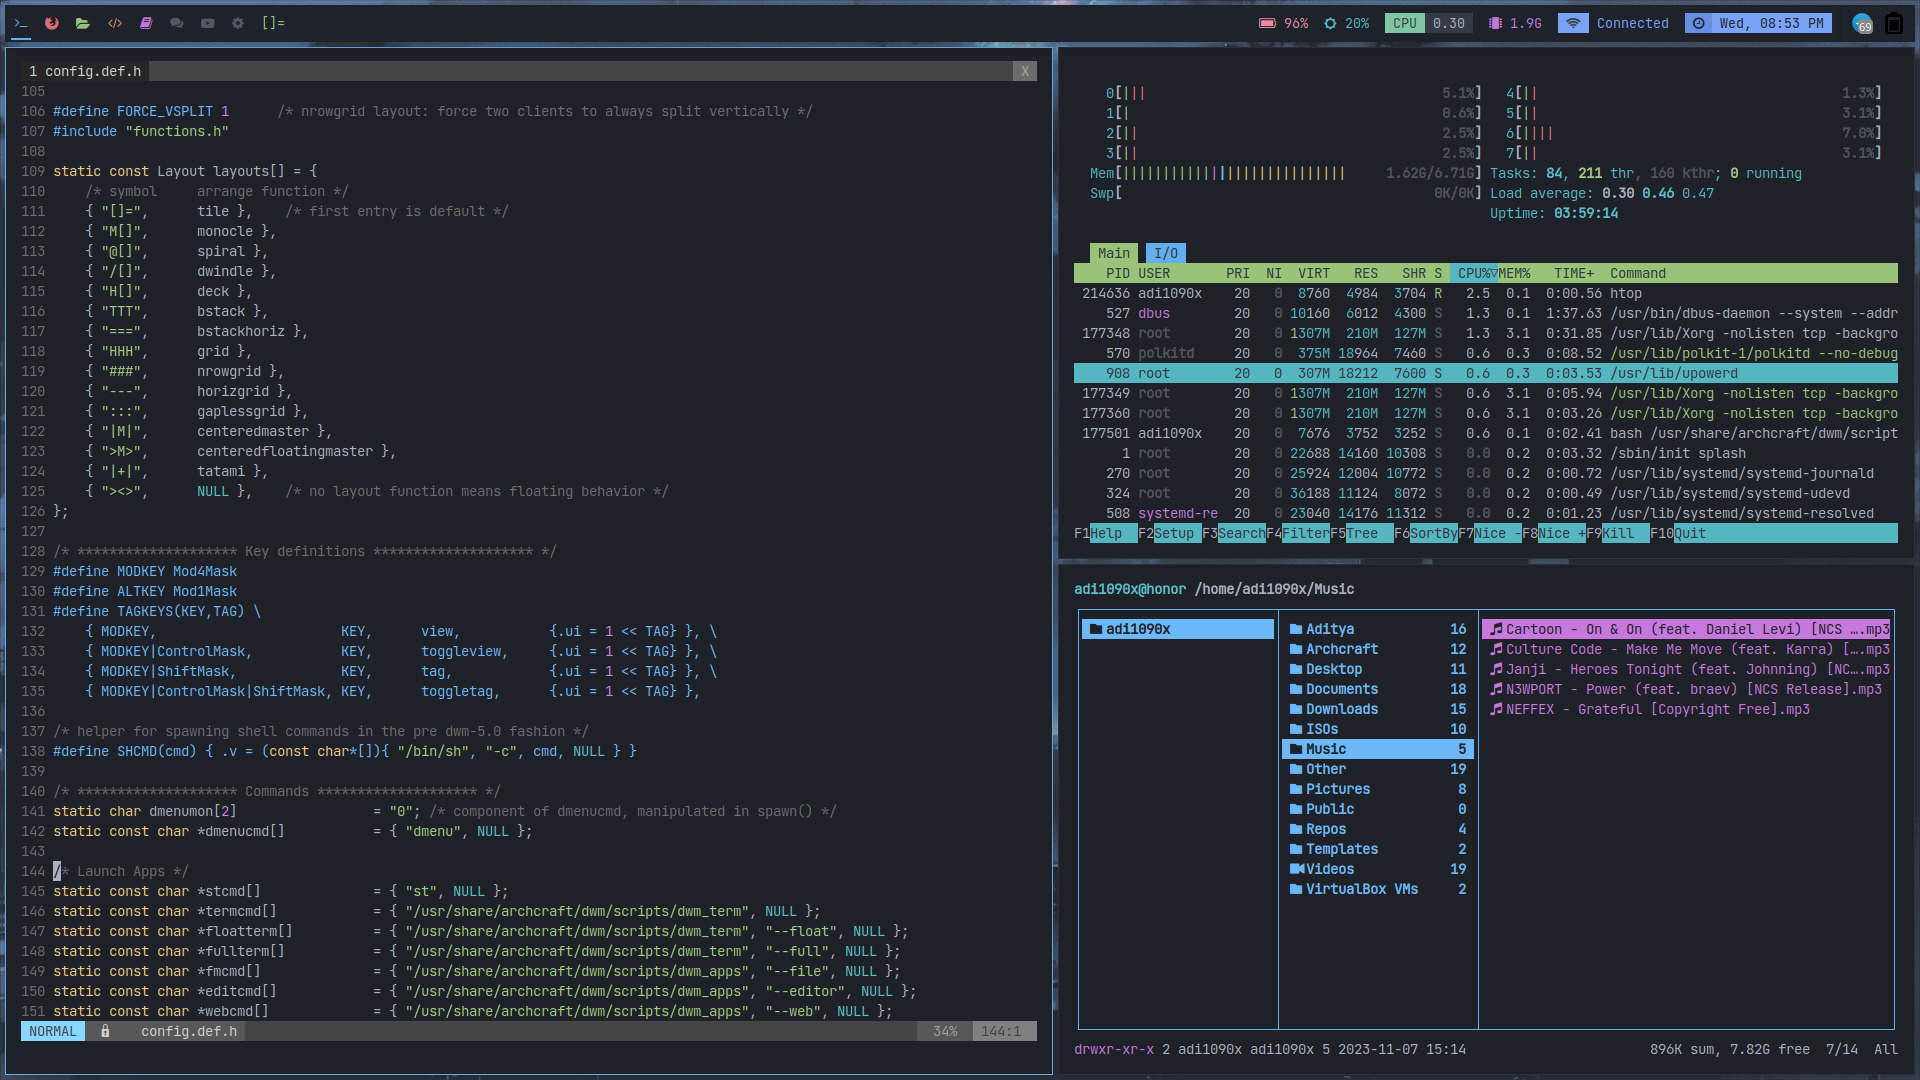 []=
96% 20% CPU 0.30 1.9G Connected Wed, 08:53 PM 69
1 config.def.h X
105
106 #define FORCE_VSPLIT 1 /* nrowgrid layout: force two clients to always split vertically */
107 #include "functions.h"
108
109 static const Layout layouts[] = {
110 /* symbol arrange function */
111 { "[]=", tile }, /* first entry is default */
112 { "M[]", monocle },
113 { "@[]", spiral },
114 { "/[]", dwindle },
115 { "H[]", deck },
116 { "TTT", bstack },
117 { "===", bstackhoriz },
118 { "HHH", grid },
119 { "###", nrowgrid },
120 { "---", horizgrid },
121 { ":::", gaplessgrid },
122 { "|M|", centeredmaster },
123 { ">M>", centeredfloatingmaster },
124 { "|+|", tatami },
125 { "><>", NULL }, /* no layout function means floating behavior */
126 };
127
128 /* ******************** Key definitions ******************** */
129 #define MODKEY Mod4Mask
130 #define ALTKEY Mod1Mask
131 #define TAGKEYS(KEY,TAG) \
132 { MODKEY, KEY, view, {.ui = 1 << TAG} }, \
133 { MODKEY|ControlMask, KEY, toggleview, {.ui = 1 << TAG} }, \
134 { MODKEY|ShiftMask, KEY, tag, {.ui = 1 << TAG} }, \
135 { MODKEY|ControlMask|ShiftMask, KEY, toggletag, {.ui = 1 << TAG} },
136
137 /* helper for spawning shell commands in the pre dwm-5.0 fashion */
138 #define SHCMD(cmd) { .v = (const char*[]){ "/bin/sh", "-c", cmd, NULL } }
139
140 /* ******************** Commands ******************** */
141 static char dmenumon[2] = "0"; /* component of dmenucmd, manipulated in spawn() */
142 static const char *dmenucmd[] = { "dmenu", NULL };
143
144 /* Launch Apps */
145 static const char *stcmd[] = { "st", NULL };
146 static const char *termcmd[] = { "/usr/share/archcraft/dwm/scripts/dwm_term", NULL };
147 static const char *floatterm[] = { "/usr/share/archcraft/dwm/scripts/dwm_term", "--float", NULL };
148 static const char *fullterm[] = { "/usr/share/archcraft/dwm/scripts/dwm_term", "--full", NULL };
149 static const char *fmcmd[] = { "/usr/share/archcraft/dwm/scripts/dwm_apps", "--file", NULL };
150 static const char *editcmd[] = { "/usr/share/archcraft/dwm/scripts/dwm_apps", "--editor", NULL };
151 static const char *webcmd[] = { "/usr/share/archcraft/dwm/scripts/dwm_apps", "--web", NULL };
NORMAL config.def.h 34% 144:1
0[||| 5.1%] 4[|| 1.3%]
1[| 0.6%] 5[|| 3.1%]
2[|| 2.5%] 6[|||| 7.0%]
3[|| 2.5%] 7[|| 3.1%]
Mem[|||||||||||||||||||||||||||| 1.62G/6.71G] Tasks: 84, 211 thr, 160 kthr; 0 running
Swp[ 0K/0K] Load average: 0.30 0.46 0.47
Uptime: 03:59:14
Main I/O
PID USER PRI NI VIRT RES SHR S CPU%▽MEM% TIME+ Command
214636 adi1090x 20 0 8760 4984 3704 R 2.5 0.1 0:00.56 htop
527 dbus 20 0 10160 6012 4300 S 1.3 0.1 1:37.63 /usr/bin/dbus-daemon --system --addr
177348 root 20 0 1307M 210M 127M S 1.3 3.1 0:31.85 /usr/lib/Xorg -nolisten tcp -backgro
570 polkitd 20 0 375M 18964 7460 S 0.6 0.3 0:08.52 /usr/lib/polkit-1/polkitd --no-debug
908 root 20 0 307M 18212 7600 S 0.6 0.3 0:03.53 /usr/lib/upowerd
177349 root 20 0 1307M 210M 127M S 0.6 3.1 0:05.94 /usr/lib/Xorg -nolisten tcp -backgro
177360 root 20 0 1307M 210M 127M S 0.6 3.1 0:03.26 /usr/lib/Xorg -nolisten tcp -backgro
177501 adi1090x 20 0 7676 3752 3252 S 0.6 0.1 0:02.41 bash /usr/share/archcraft/dwm/script
1 root 20 0 22688 14160 10308 S 0.0 0.2 0:03.32 /sbin/init splash
270 root 20 0 25924 12004 10772 S 0.0 0.2 0:00.72 /usr/lib/systemd/systemd-journald
324 root 20 0 36188 11124 8072 S 0.0 0.2 0:00.49 /usr/lib/systemd/systemd-udevd
508 systemd-re 20 0 23040 14176 11312 S 0.0 0.2 0:01.23 /usr/lib/systemd/systemd-resolved
F1Help F2Setup F3SearchF4FilterF5Tree F6SortByF7Nice -F8Nice +F9Kill F10Quit
adi1090x@honor /home/adi1090x/Music
adi1090x Aditya 16 Cartoon - On & On (feat. Daniel Levi) [NCS ….mp3
Archcraft 12 Culture Code - Make Me Move (feat. Karra) […​.mp3
Desktop 11 Janji - Heroes Tonight (feat. Johnning) [NC….mp3
Documents 18 N3WPORT - Power (feat. braev) [NCS Release].mp3
Downloads 15 NEFFEX - Grateful [Copyright Free].mp3
ISOs 10
Music 5
Other 19
Pictures 8
Public 0
Repos 4
Templates 2
Videos 19
VirtualBox VMs 2
drwxr-xr-x 2 adi1090x adi1090x 5 2023-11-07 15:14 896K sum, 7.82G free 7/14 All